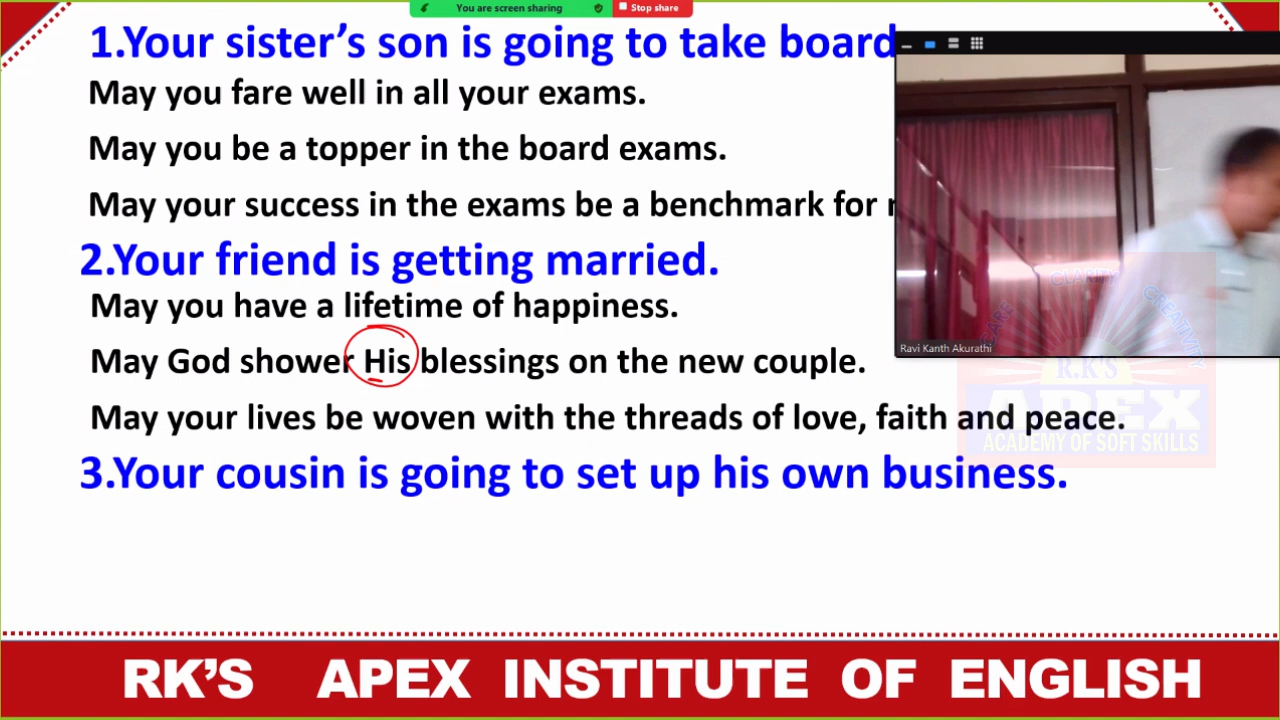 You are screen sharing
Stop share
1.Your sister’s son is going to take board
May you fare well in all your exams.
May you be a topper in the board exams.
May your success in the exams be a benchmark for
2.Your friend is getting married.
May you have a lifetime of happiness.
May God shower His blessings on the new couple.
May your lives be woven with the threads of love, faith and peace.
3.Your cousin is going to set up his own business.
Ravi Kanth Akurathi
CARE
CLARITY
CREATIVITY
R.K'S
APEX
ACADEMY OF SOFT SKILLS
RK’S APEX INSTITUTE OF ENGLISH